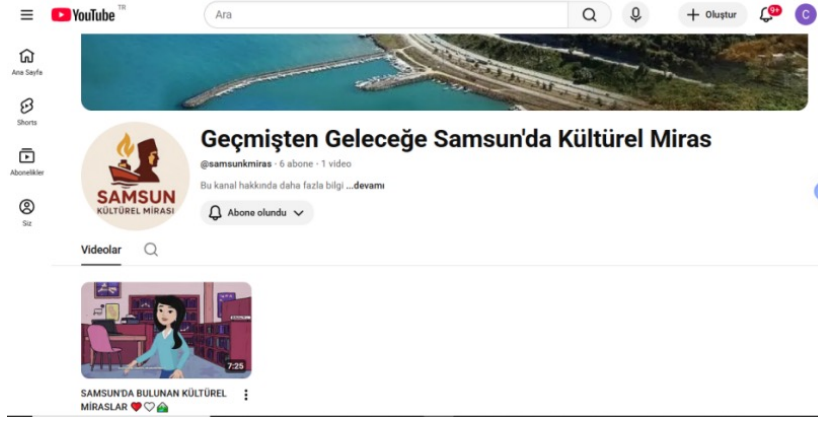 YouTube TR
Ara
Oluştur
9+
C
Ana Sayfa
Shorts
Abonelikler
Siz
SAMSUN
KÜLTÜREL MİRASI
Geçmişten Geleceğe Samsun'da Kültürel Miras
@samsunkmiras · 6 abone · 1 video
Bu kanal hakkında daha fazla bilgi ...devamı
Abone olundu
Videolar
7:25
SAMSUN'DA BULUNAN KÜLTÜREL
MİRASLAR ❤️🤍🏠